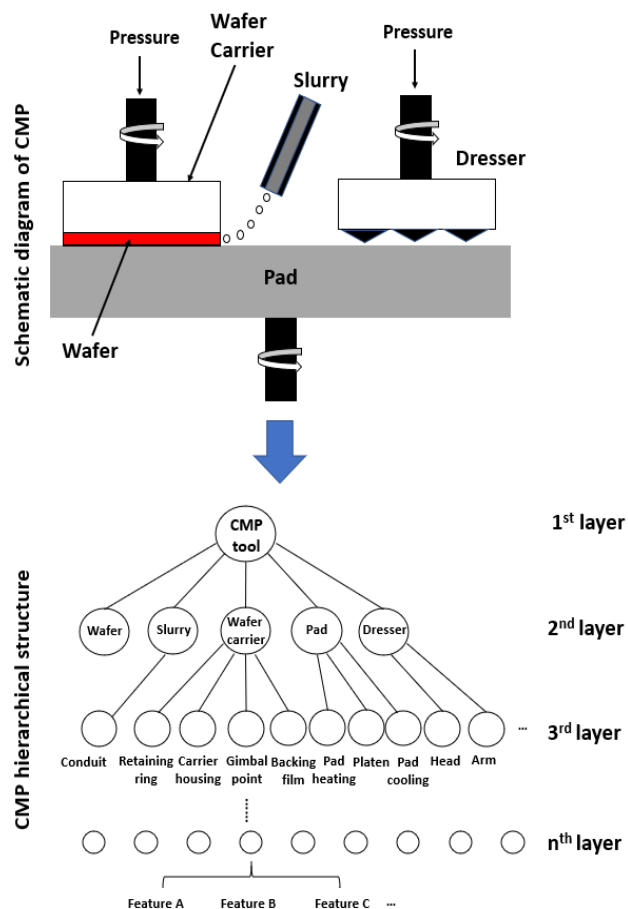 Schematic diagram of CMP
Pressure
Wafer
Carrier
Slurry
Pressure
Dresser
Pad
Wafer
CMP hierarchical structure
CMP
tool
1st layer
Wafer
Slurry
Wafer
carrier
Pad
Dresser
2nd layer
... 3rd layer
Conduit
Retaining
ring
Carrier
housing
Gimbal
point
Backing
film
Pad
heating
Platen
Pad
cooling
Head
Arm
nth layer
Feature A
Feature B
Feature C ...